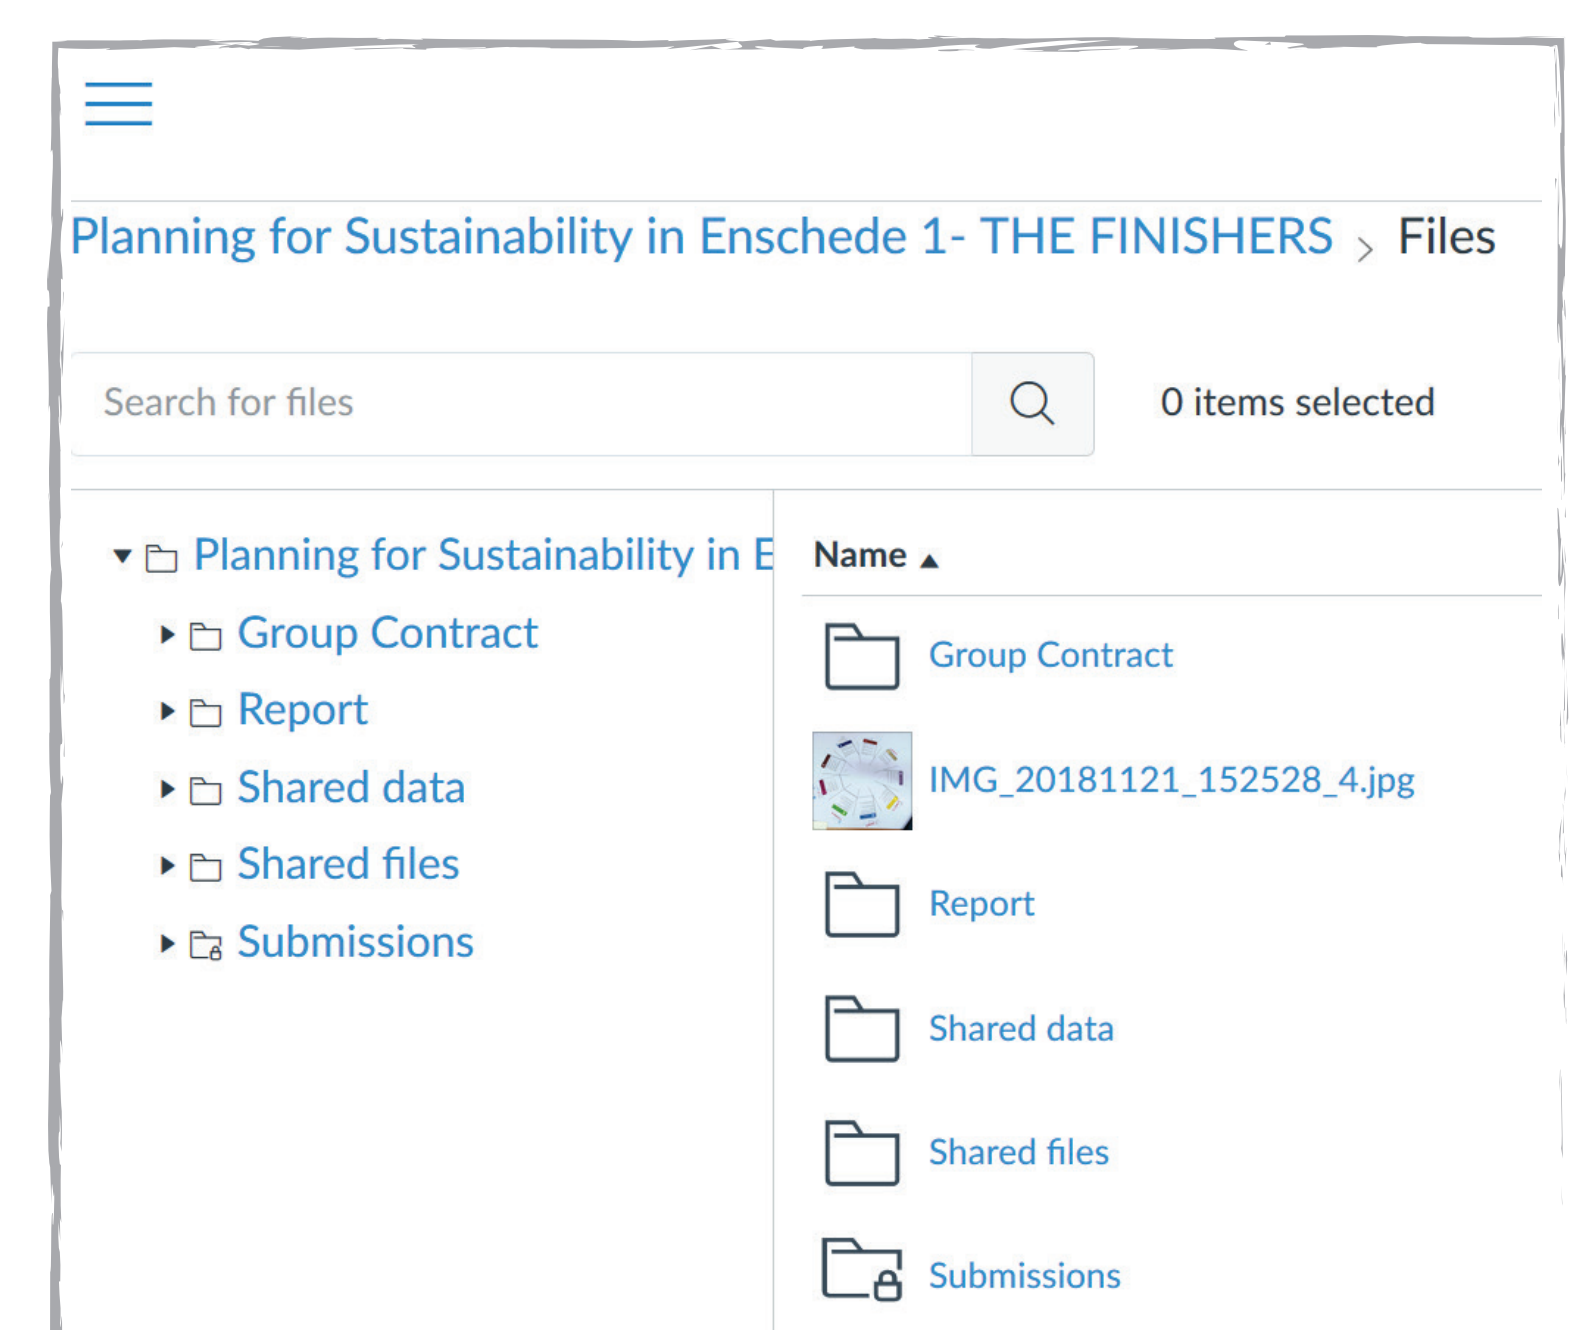 Planning for Sustainability in Enschede 1- THE FINISHERS > Files
Search for files
0 items selected
Planning for Sustainability in E
Group Contract
Report
Shared data
Shared files
Submissions
Name
Group Contract
IMG_20181121_152528_4.jpg
Report
Shared data
Shared files
Submissions